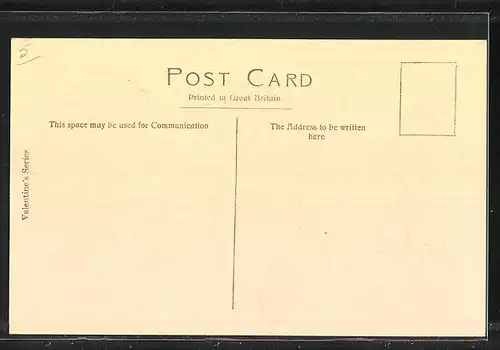 5
POST CARD
Printed in Great Britain
This space may be used for Communication
The Address to be written
here
Valentine's Series